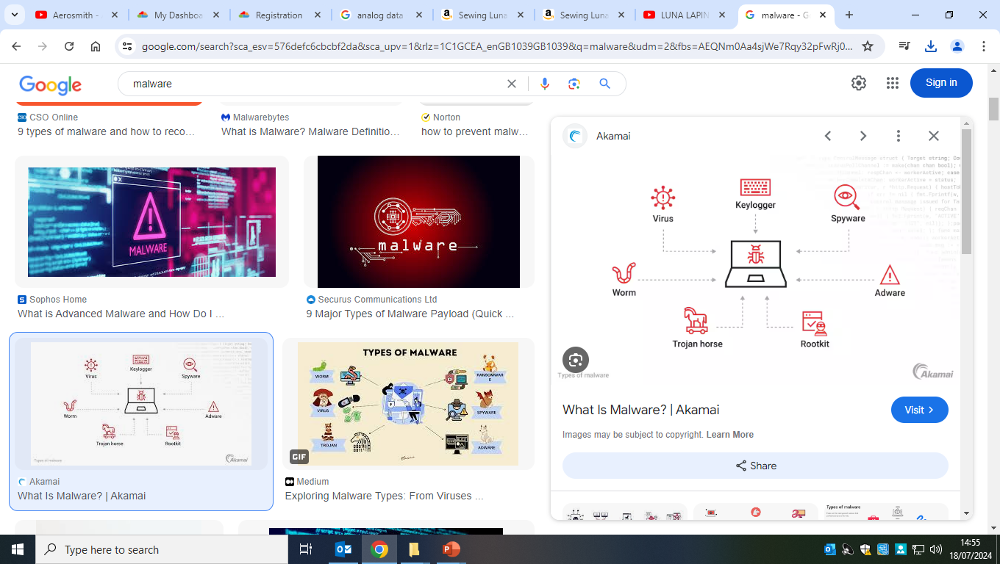 Aerosmith -
My Dashboa
Registration
analog data
Sewing Luna
Sewing Luna
LUNA LAPIN
malware - G
google.com/search?sca_esv=576defc6cbcbf2da&sca_upv=1&rlz=1C1GCEA_enGB1039GB1039&q=malware&udm=2&fbs=AEQNm0Aa4sjWe7Rqy32pFwRj0...
Google
malware
Sign in
CSO Online
Malwarebytes
Norton
9 types of malware and how to reco...
What is Malware? Malware Definitio...
how to prevent malw...
MALWARE
malware
Sophos Home
Securus Communications Ltd
What is Advanced Malware and How Do I ...
9 Major Types of Malware Payload (Quick ...
Virus
Keylogger
Spyware
Worm
Adware
Trojan horse
Rootkit
Types of malware
Akamai
TYPES OF MALWARE
WORM
RANSOMWAR
E
VIRUS
SPYWARE
TROJAN
ADWARE
GIF
Akamai
Medium
What Is Malware? | Akamai
Exploring Malware Types: From Viruses ...
Akamai
Virus
Keylogger
Spyware
Worm
Adware
Trojan horse
Rootkit
Types of malware
Akamai
What Is Malware? | Akamai
Visit
Images may be subject to copyright. Learn More
Share
Types of malware
Type here to search
14:55
18/07/2024